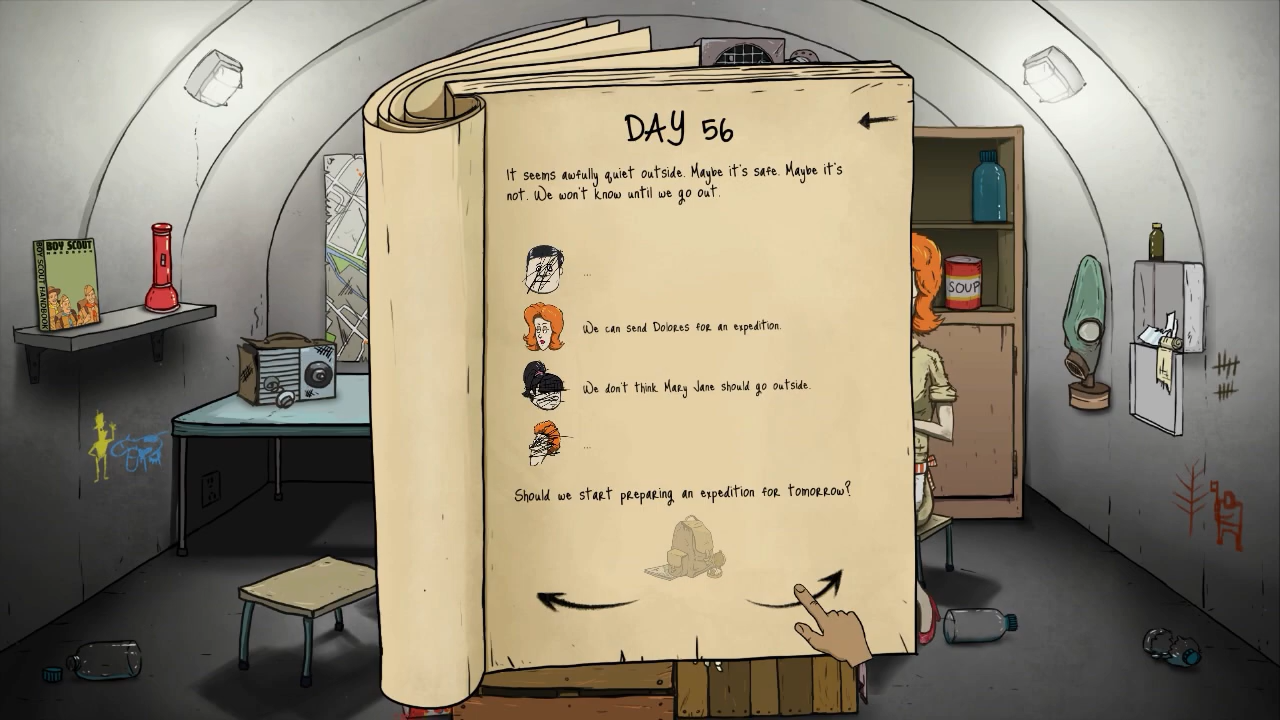 DAY 56
It seems awfully quiet outside. Maybe it's safe. Maybe it's
not. We won't know until we go out.
...
We can send Dolores for an expedition.
We don't think Mary Jane should go outside.
...
Should we start preparing an expedition for tomorrow?
BOY SCOUT
BOY SCOUT HANDBOOK
SOUP